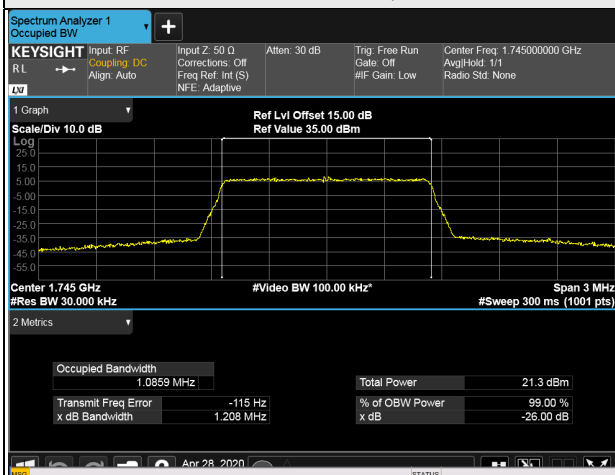 Spectrum Analyzer 1
Occupied BW
+
KEYSIGHT
RL
LXI
Input: RF
Coupling: DC
Align: Auto
Input Z: 50 Ω
Corrections: Off
Freq Ref: Int (S)
NFE: Adaptive
Atten: 30 dB
Trig: Free Run
Gate: Off
#IF Gain: Low
Center Freq: 1.745000000 GHz
Avg|Hold: 1/1
Radio Std: None
1 Graph
Scale/Div 10.0 dB
Ref Lvl Offset 15.00 dB
Ref Value 35.00 dBm
Log
25.0
15.0
5.00
-5.00
-15.0
-25.0
-35.0
-45.0
-55.0
Center 1.745 GHz
#Video BW 100.00 kHz*
Span 3 MHz
#Res BW 30.000 kHz
#Sweep 300 ms (1001 pts)
2 Metrics
Occupied Bandwidth
1.0859 MHz
Total Power 21.3 dBm
Transmit Freq Error -115 Hz
% of OBW Power 99.00 %
x dB Bandwidth 1.208 MHz
x dB -26.00 dB
Apr 28, 2020
MSG
STATUS